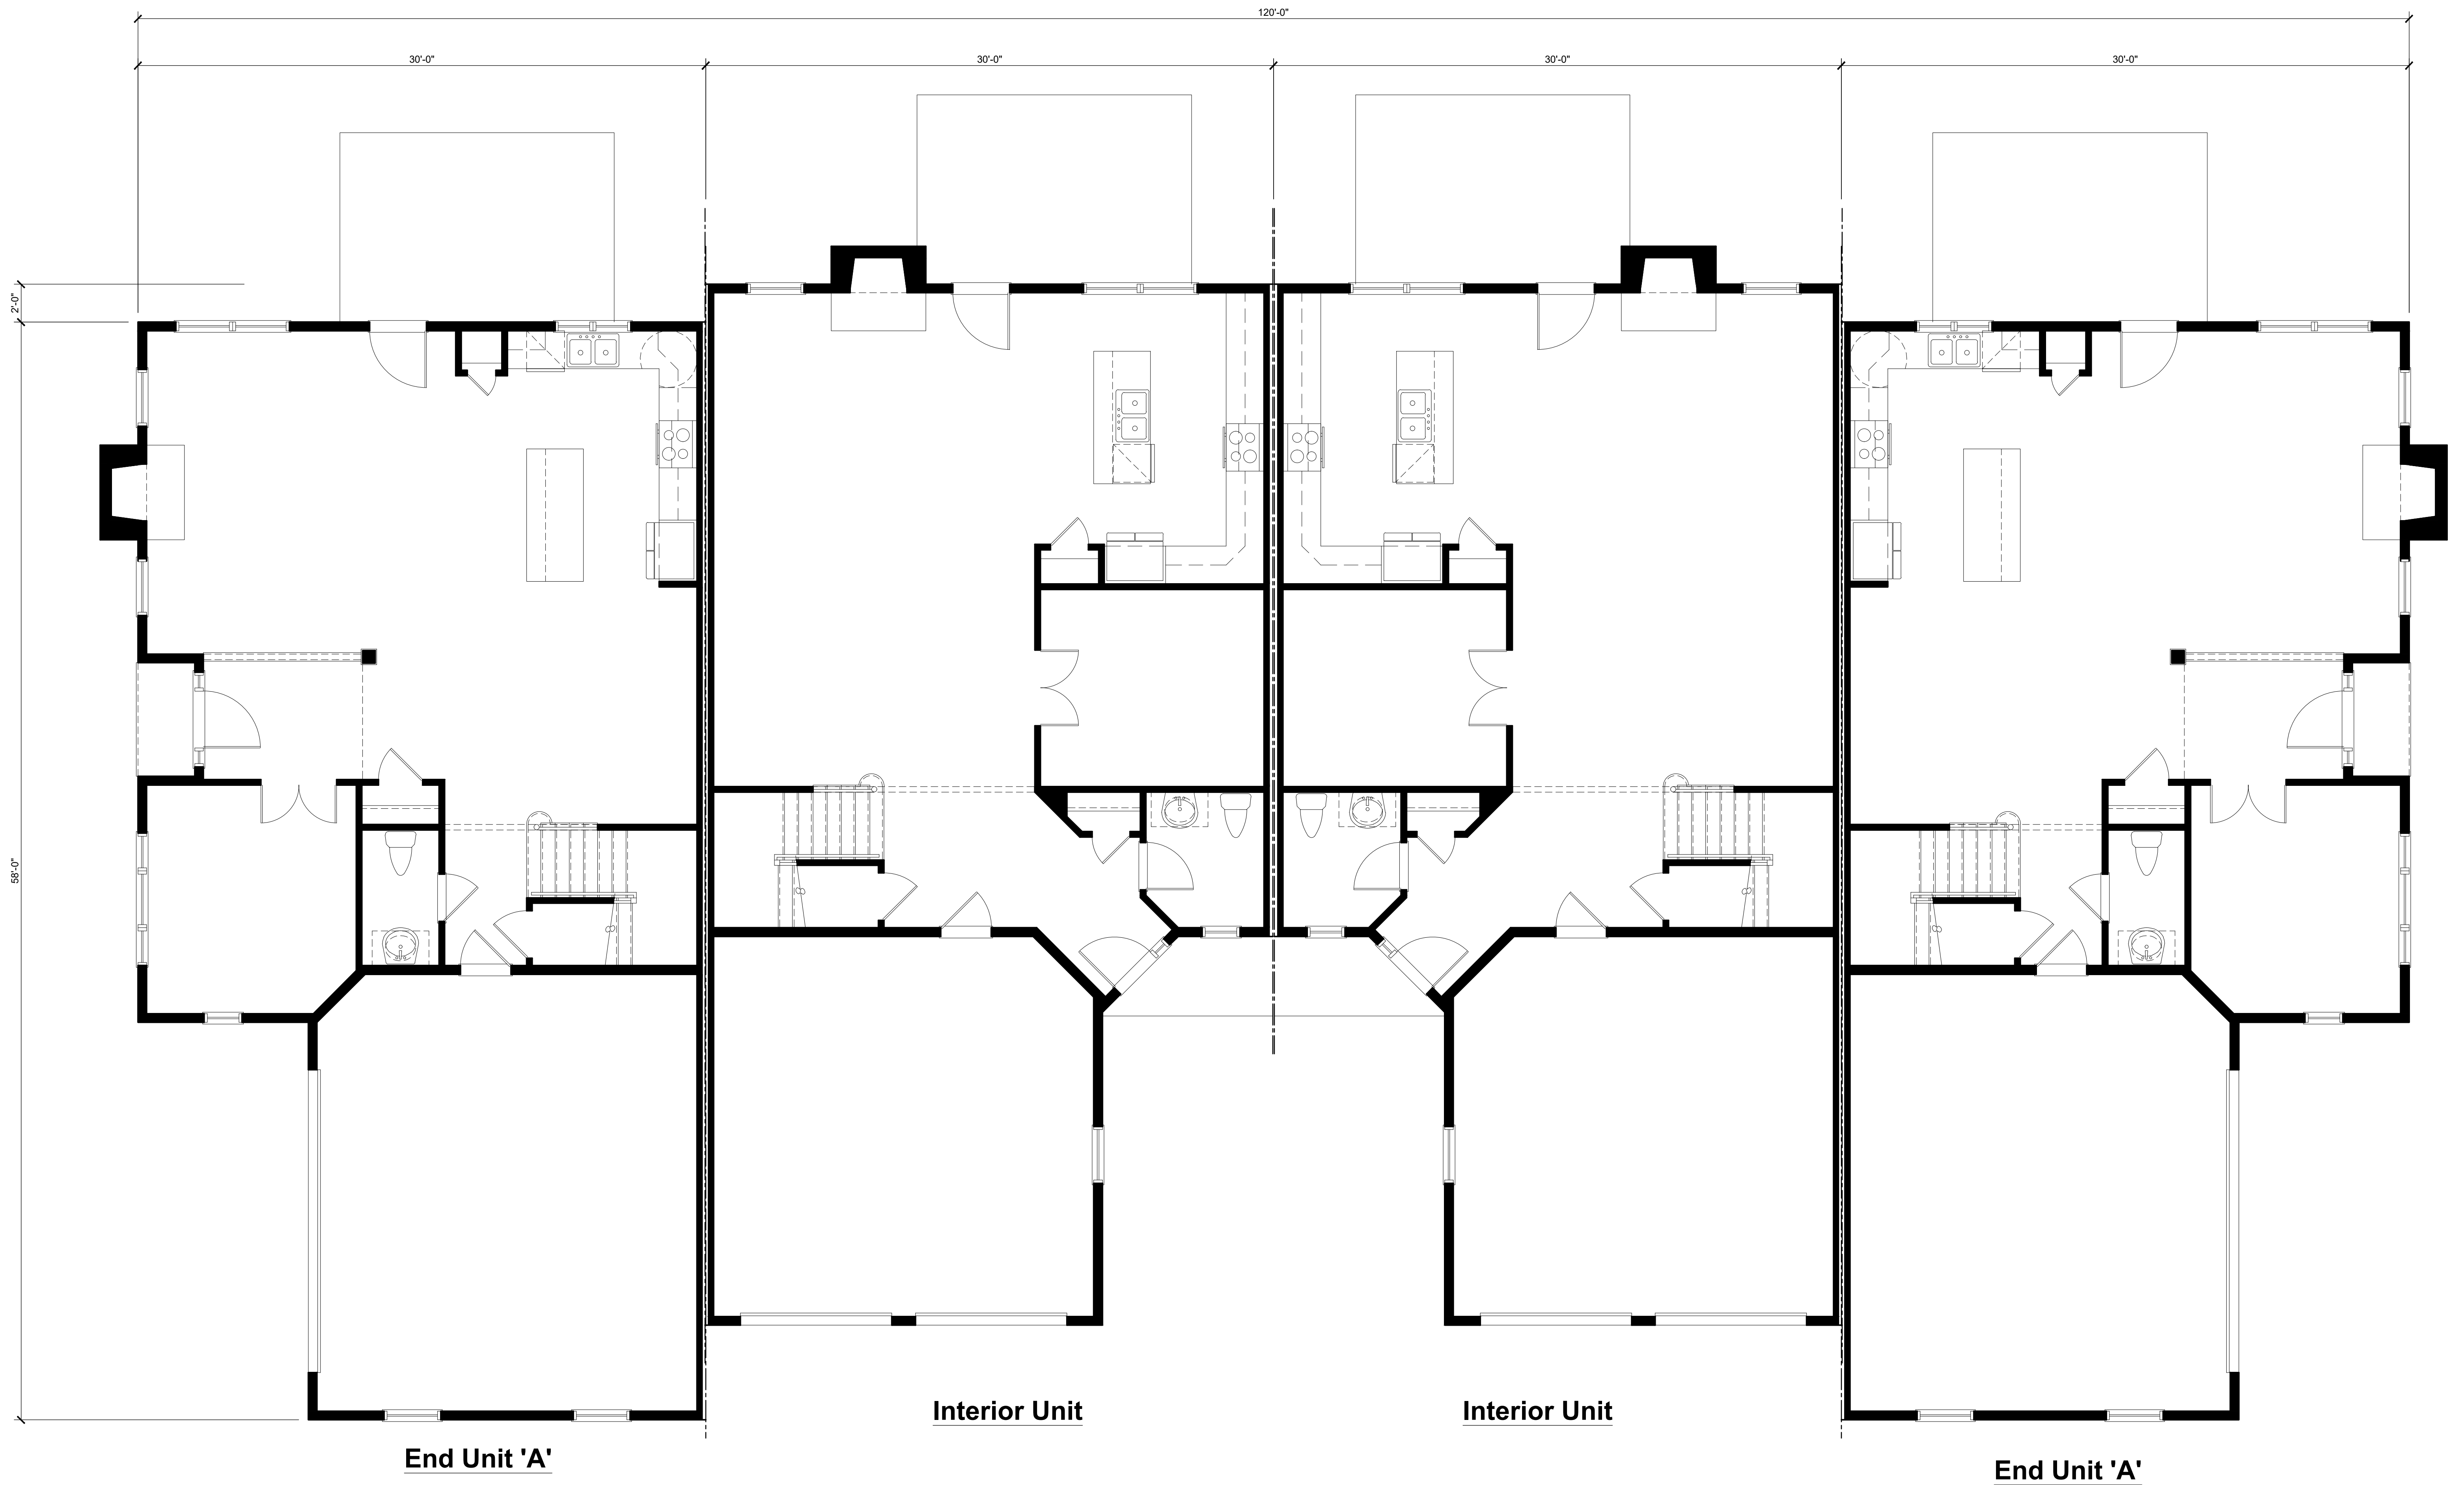 120'-0"
30'-0"
30'-0"
30'-0"
30'-0"
2'-0"
58'-0"
Interior Unit
Interior Unit
End Unit 'A'
End Unit 'A'